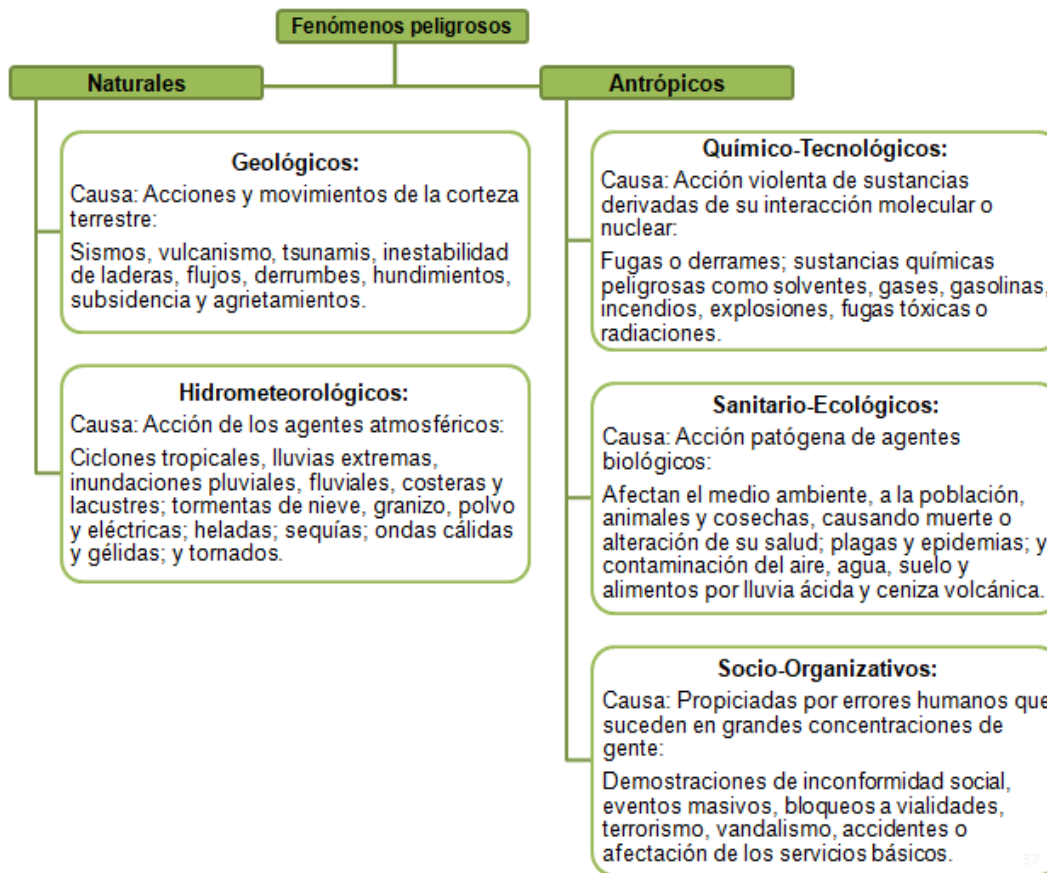 Fenómenos peligrosos
Naturales
Geológicos:
Causa: Acciones y movimientos de la corteza
terrestre:
Sismos, vulcanismo, tsunamis, inestabilidad
de laderas, flujos, derrumbes, hundimientos,
subsidencia y agrietamientos.
Hidrometeorológicos:
Causa: Acción de los agentes atmosféricos:
Ciclones tropicales, lluvias extremas,
inundaciones pluviales, fluviales, costeras y
lacustres; tormentas de nieve, granizo, polvo
y eléctricas; heladas; sequías; ondas cálidas
y gélidas; y tornados.
Antrópicos
Químico-Tecnológicos:
Causa: Acción violenta de sustancias
derivadas de su interacción molecular o
nuclear:
Fugas o derrames; sustancias químicas
peligrosas como solventes, gases, gasolinas,
incendios, explosiones, fugas tóxicas o
radiaciones.
Sanitario-Ecológicos:
Causa: Acción patógena de agentes
biológicos:
Afectan el medio ambiente, a la población,
animales y cosechas, causando muerte o
alteración de su salud; plagas y epidemias; y
contaminación del aire, agua, suelo y
alimentos por lluvia ácida y ceniza volcánica.
Socio-Organizativos:
Causa: Propiciadas por errores humanos que
suceden en grandes concentraciones de
gente:
Demostraciones de inconformidad social,
eventos masivos, bloqueos a vialidades,
terrorismo, vandalismo, accidentes o
afectación de los servicios básicos.
37